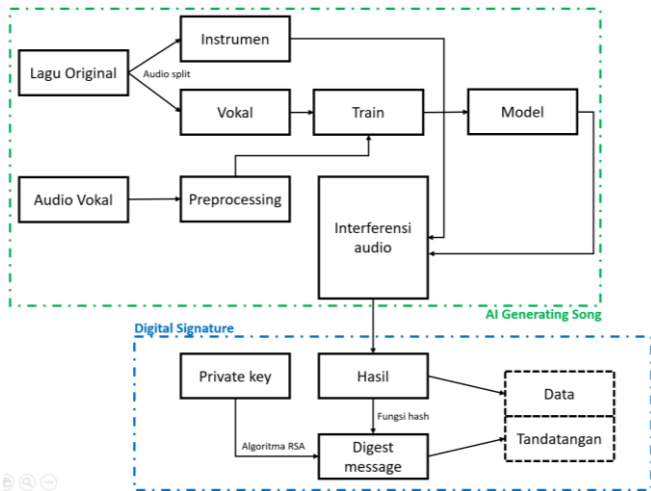 Instrumen
Lagu Original
Audio split
Vokal
Train
Model
Audio Vokal
Preprocessing
Interferensi
audio
AI Generating Song
Digital Signature
Private key
Hasil
Data
Fungsi hash
Algoritma RSA
Digest
message
Tandatangan